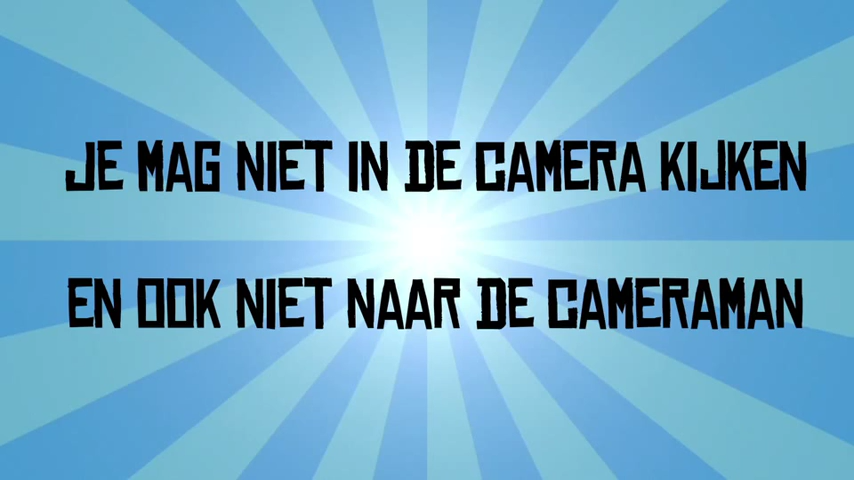 JE MAG NIET IN DE CAMERA KIJKEN
EN OOK NIET NAAR DE CAMERAMAN